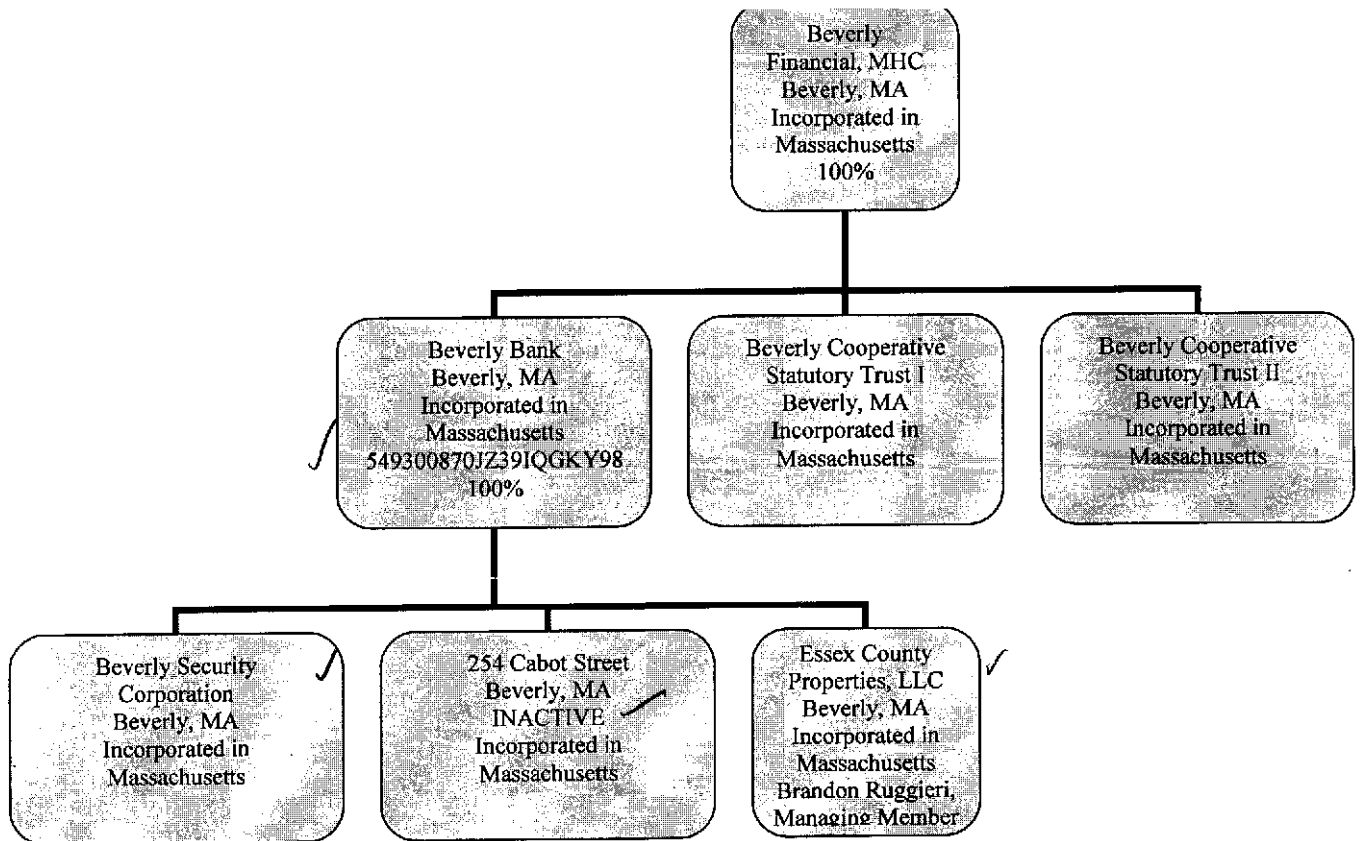 Beverly
Financial, MHC
Beverly, MA
Incorporated in
Massachusetts
100%
Beverly Bank
Beverly, MA
Incorporated in
Massachusetts
549300870JZ39IQGKY98
100%
Beverly Cooperative
Statutory Trust I
Beverly, MA
Incorporated in
Massachusetts
Beverly Cooperative
Statutory Trust II
Beverly, MA
Incorporated in
Massachusetts
Beverly Security
Corporation
Beverly, MA
Incorporated in
Massachusetts
254 Cabot Street
Beverly, MA
INACTIVE
Incorporated in
Massachusetts
Essex County
Properties, LLC
Beverly, MA
Incorporated in
Massachusetts
Brandon Ruggieri,
Managing Member